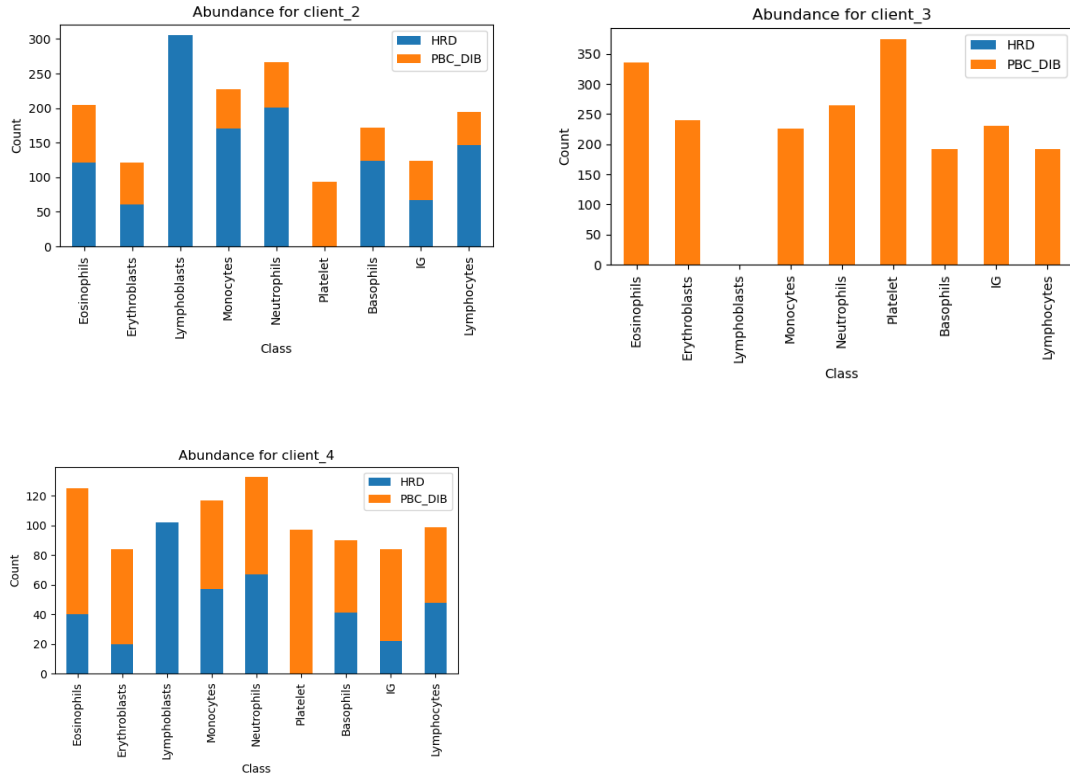 Abundance for client_2
HRD
PBC_DIB
300
250
200
150
100
50
0
Count
Eosinophils
Erythroblasts
Lymphoblasts
Monocytes
Neutrophils
Platelet
Basophils
IG
Lymphocytes
Class
Abundance for client_3
HRD
PBC_DIB
350
300
250
200
150
100
50
0
Count
Eosinophils
Erythroblasts
Lymphoblasts
Monocytes
Neutrophils
Platelet
Basophils
IG
Lymphocytes
Class
Abundance for client_4
HRD
PBC_DIB
120
100
80
60
40
20
0
Count
Eosinophils
Erythroblasts
Lymphoblasts
Monocytes
Neutrophils
Platelet
Basophils
IG
Lymphocytes
Class